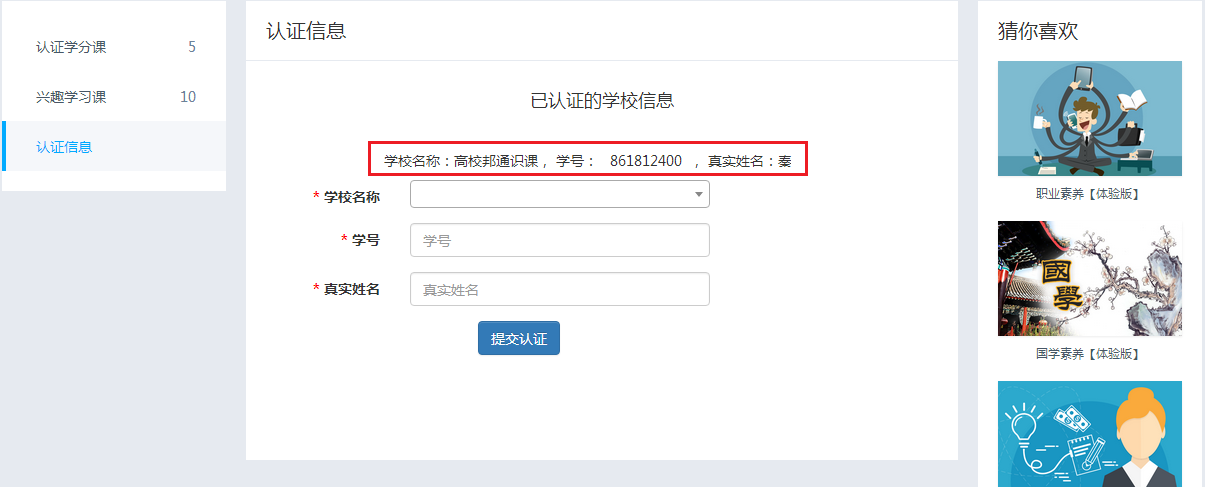 认证学分课 5
兴趣学习课 10
认证信息
认证信息
已认证的学校信息
学校名称：高校邦通识课 ，学号： 861812400 ，真实姓名：秦
* 学校名称
* 学号 学号
* 真实姓名 真实姓名
提交认证
猜你喜欢
职业素养【体验版】
國學
国学素养【体验版】